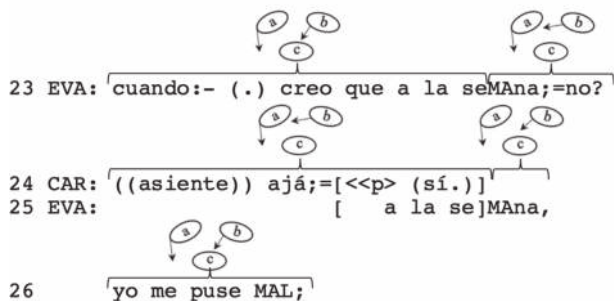 a b
c
23 EVA: cuando:- (.) creo que a la seMAna;=no?
a b a b
c c
24 CAR: ((asiente)) ajá;=[<<p> (sí.)]
25 EVA: [ a la se]MAna,
a b
c
26 yo me puse MAL;